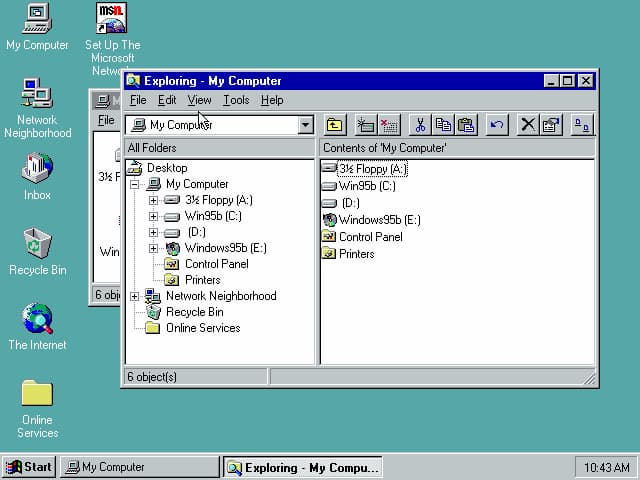 My Computer
msn.
Set Up The
Microsoft
Network
Neighborhood
Inbox
Recycle Bin
The Internet
Online
Services
M
File
3½
Win
6 obje
Exploring - My Computer
File Edit View Tools Help
My Computer
All Folders
Contents of 'My Computer'
Desktop
My Computer
3½ Floppy (A:)
Win95b (C:)
(D:)
Windows95b (E:)
Control Panel
Printers
Network Neighborhood
Recycle Bin
Online Services
3½ Floppy (A:)
Win95b (C:)
(D:)
Windows95b (E:)
Control Panel
Printers
6 object(s)
Start
My Computer
Exploring - My Compu...
10:43 AM